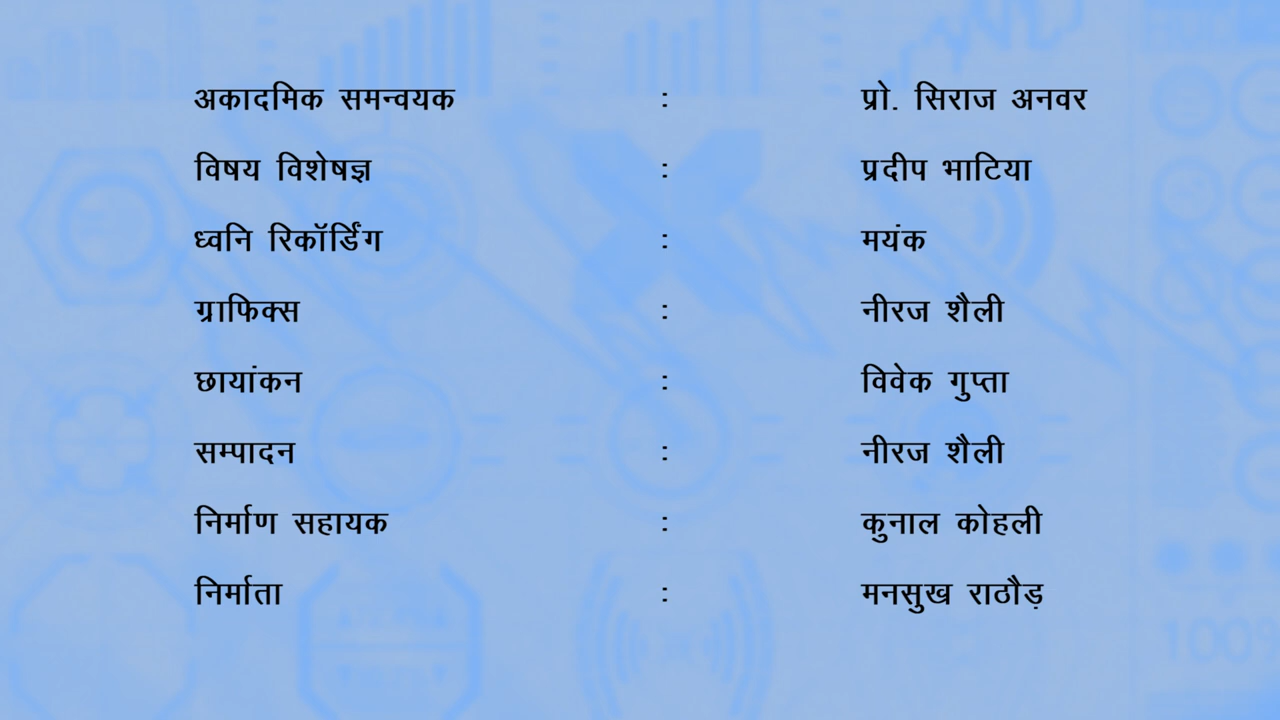 अकादमिक समन्वयक : प्रो. सिराज अनवर
विषय विशेषज्ञ : प्रदीप भाटिया
ध्वनि रिकॉर्डिंग : मयंक
ग्राफिक्स : नीरज शैली
छायांकन : विवेक गुप्ता
सम्पादन : नीरज शैली
निर्माण सहायक : कुनाल कोहली
निर्माता : मनसुख राठौड़
100%